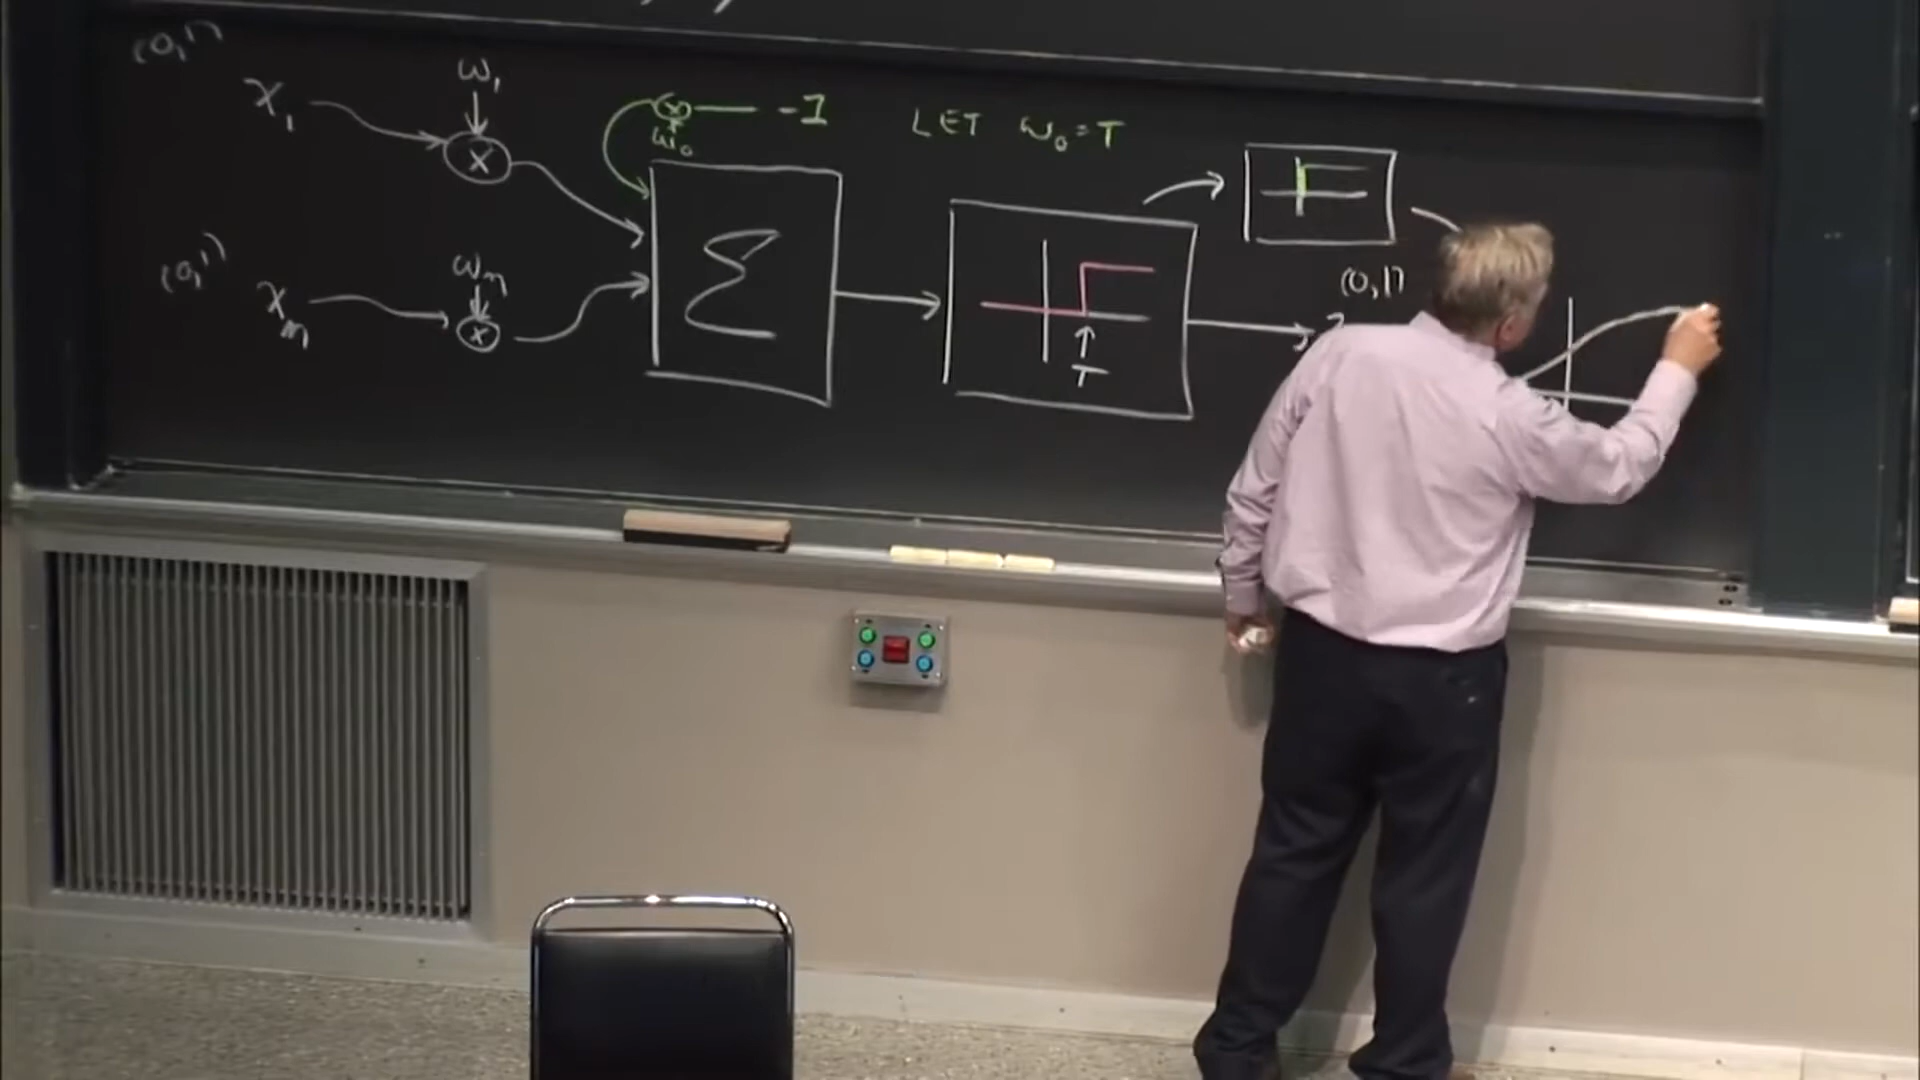 (0,1)
x₁
w₁
x
x
-1
w₀
LET w₀=T
Σ
(0,1)
xₙ
wₙ
x
T
(0,1)